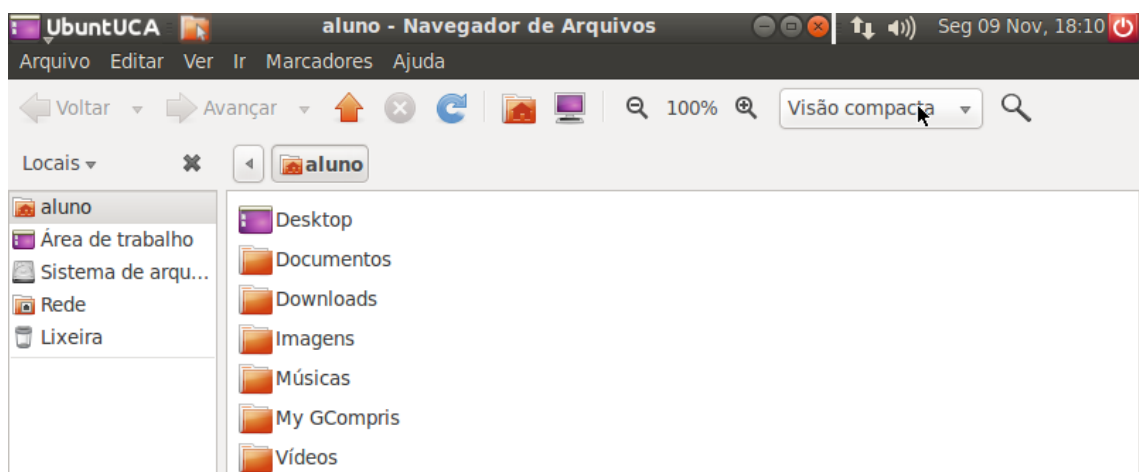 UbuntUCA aluno - Navegador de Arquivos Seg 09 Nov, 18:10
Arquivo Editar Ver Ir Marcadores Ajuda
Voltar Avançar 100% Visão compacta
Locais aluno
aluno
Área de trabalho
Sistema de arqu...
Rede
Lixeira
Desktop
Documentos
Downloads
Imagens
Músicas
My GCompris
Vídeos